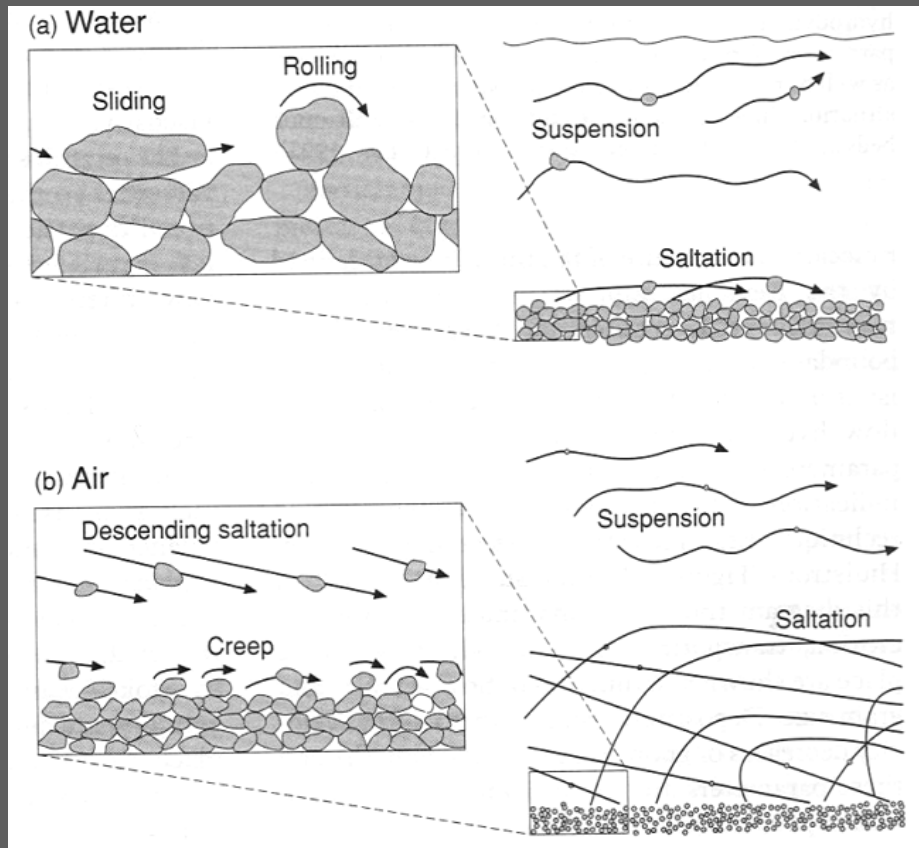 (a) Water
Rolling
Sliding
Suspension
Saltation
(b) Air
Descending saltation
Creep
Suspension
Saltation